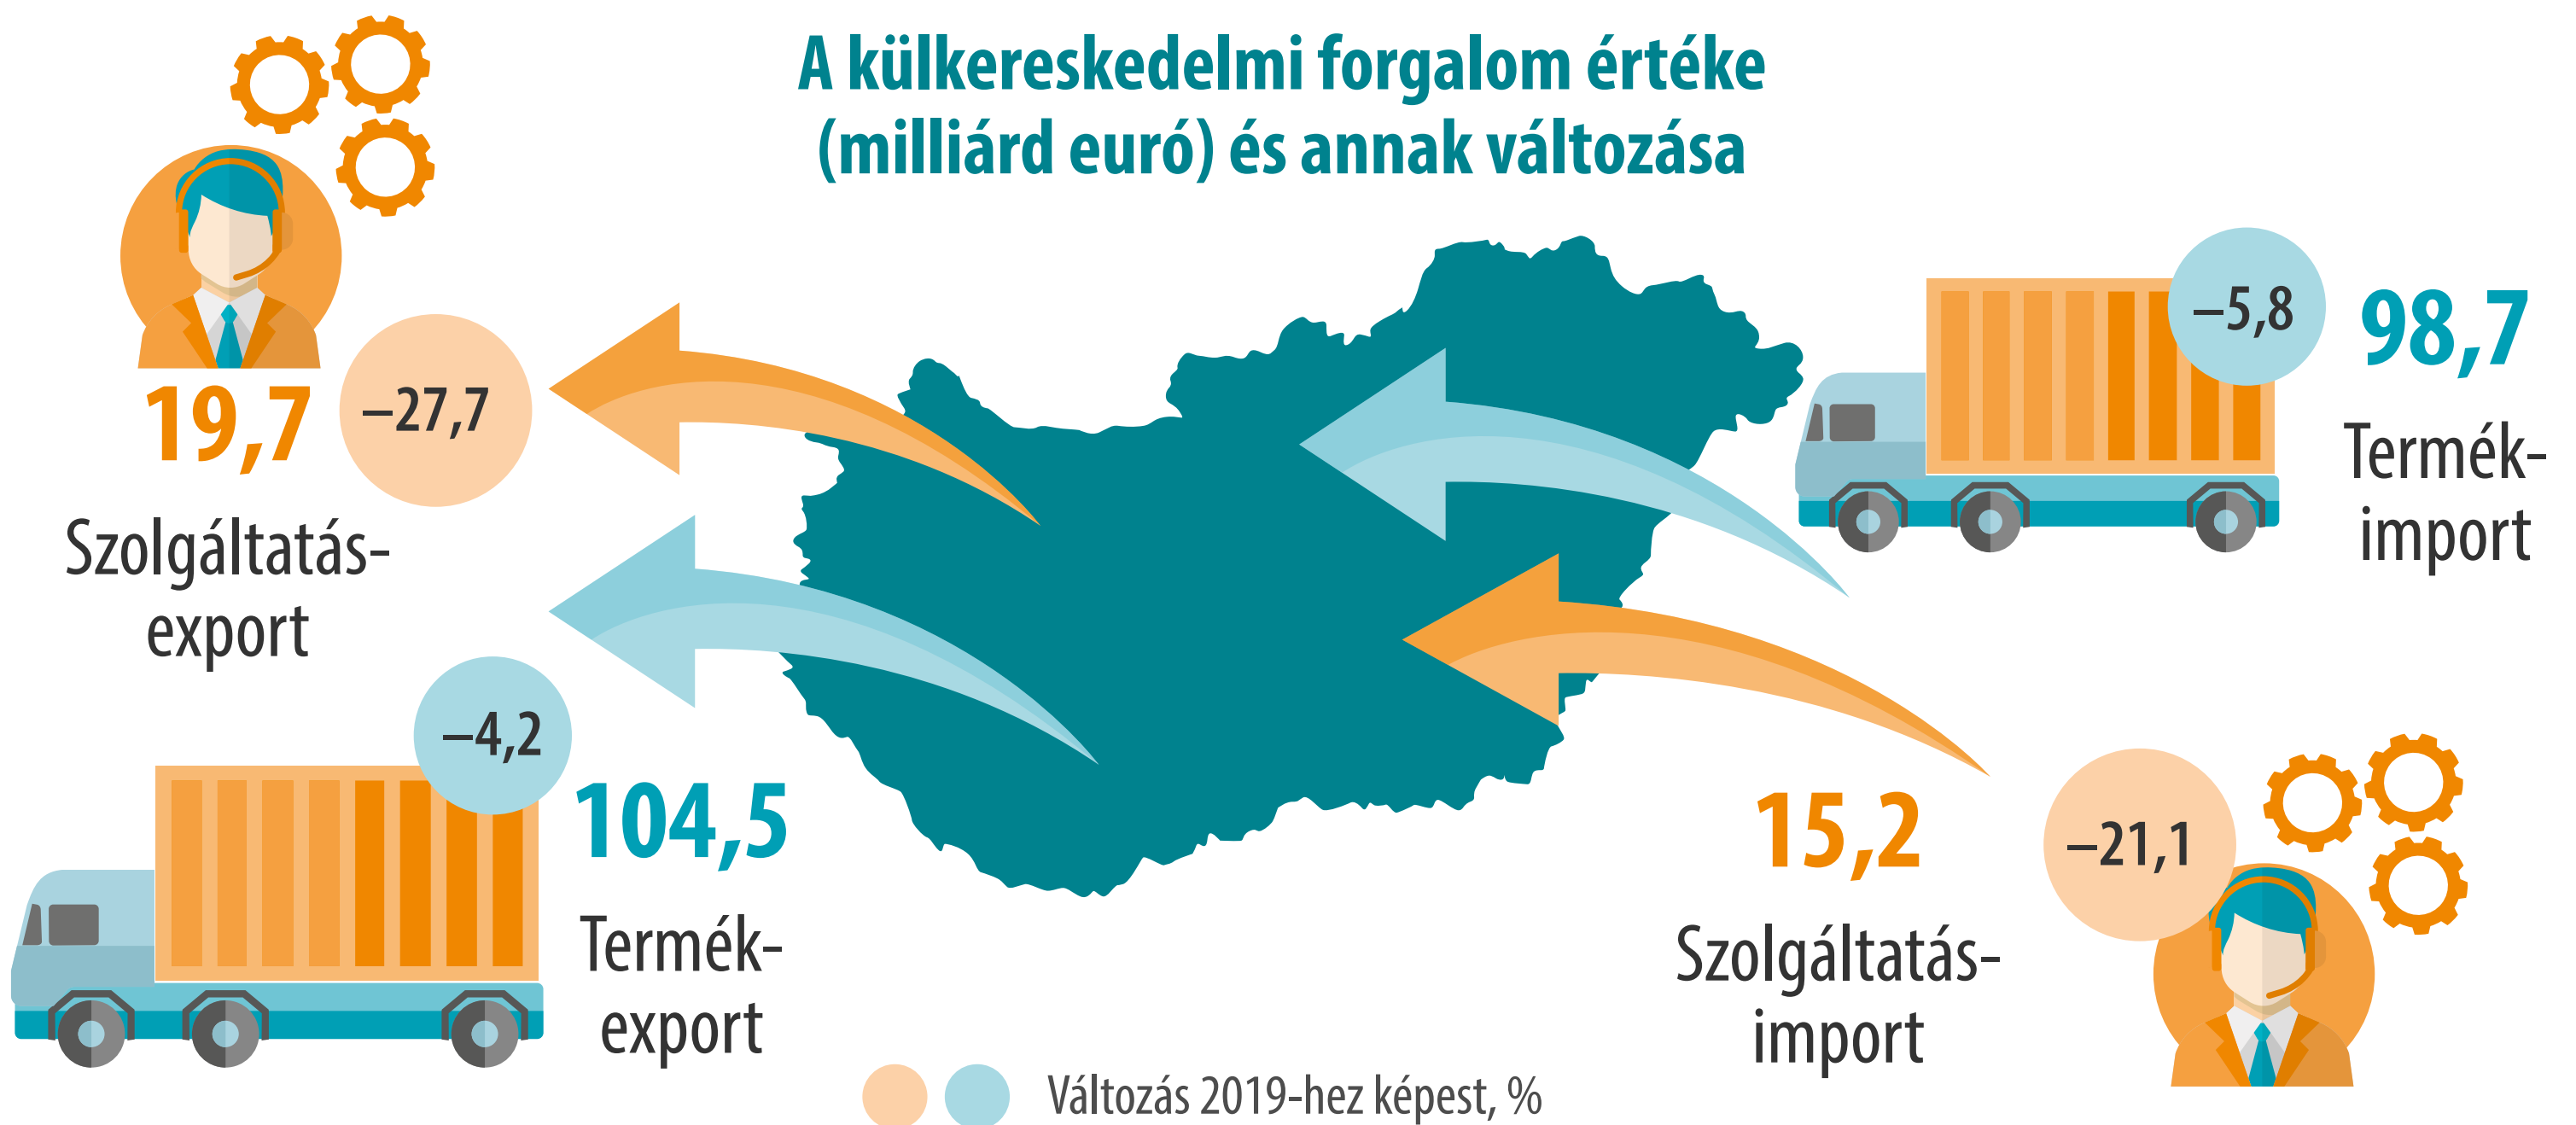 A külkereskedelmi forgalom értéke
(milliárd euró) és annak változása
19,7
–27,7
Szolgáltatás-
export
–4,2
104,5
Termék-
export
–5,8
98,7
Termék-
import
15,2
–21,1
Szolgáltatás-
import
Változás 2019-hez képest, %